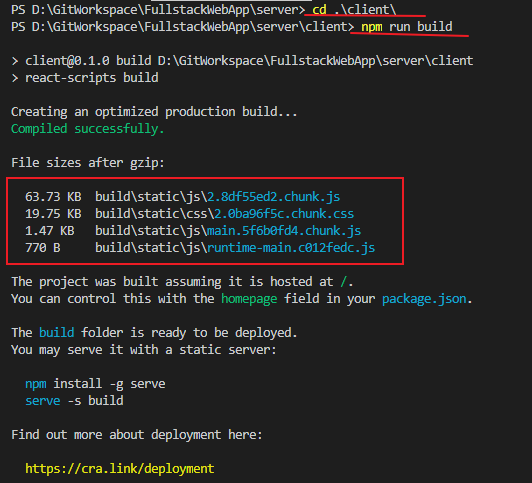 PS D:\GitWorkspace\FullstackWebApp\server> cd .\client\
PS D:\GitWorkspace\FullstackWebApp\server\client> npm run build
> client@0.1.0 build D:\GitWorkspace\FullstackWebApp\server\client
> react-scripts build
Creating an optimized production build...
Compiled successfully.
File sizes after gzip:
63.73 KB  build\static\js\2.8df55ed2.chunk.js
19.75 KB  build\static\css\2.0ba96f5c.chunk.css
1.47 KB  build\static\js\main.5f6b0fd4.chunk.js
770 B  build\static\js\runtime-main.c012fedc.js
The project was built assuming it is hosted at /.
You can control this with the homepage field in your package.json.
The build folder is ready to be deployed.
You may serve it with a static server:
npm install -g serve
serve -s build
Find out more about deployment here:
https://cra.link/deployment